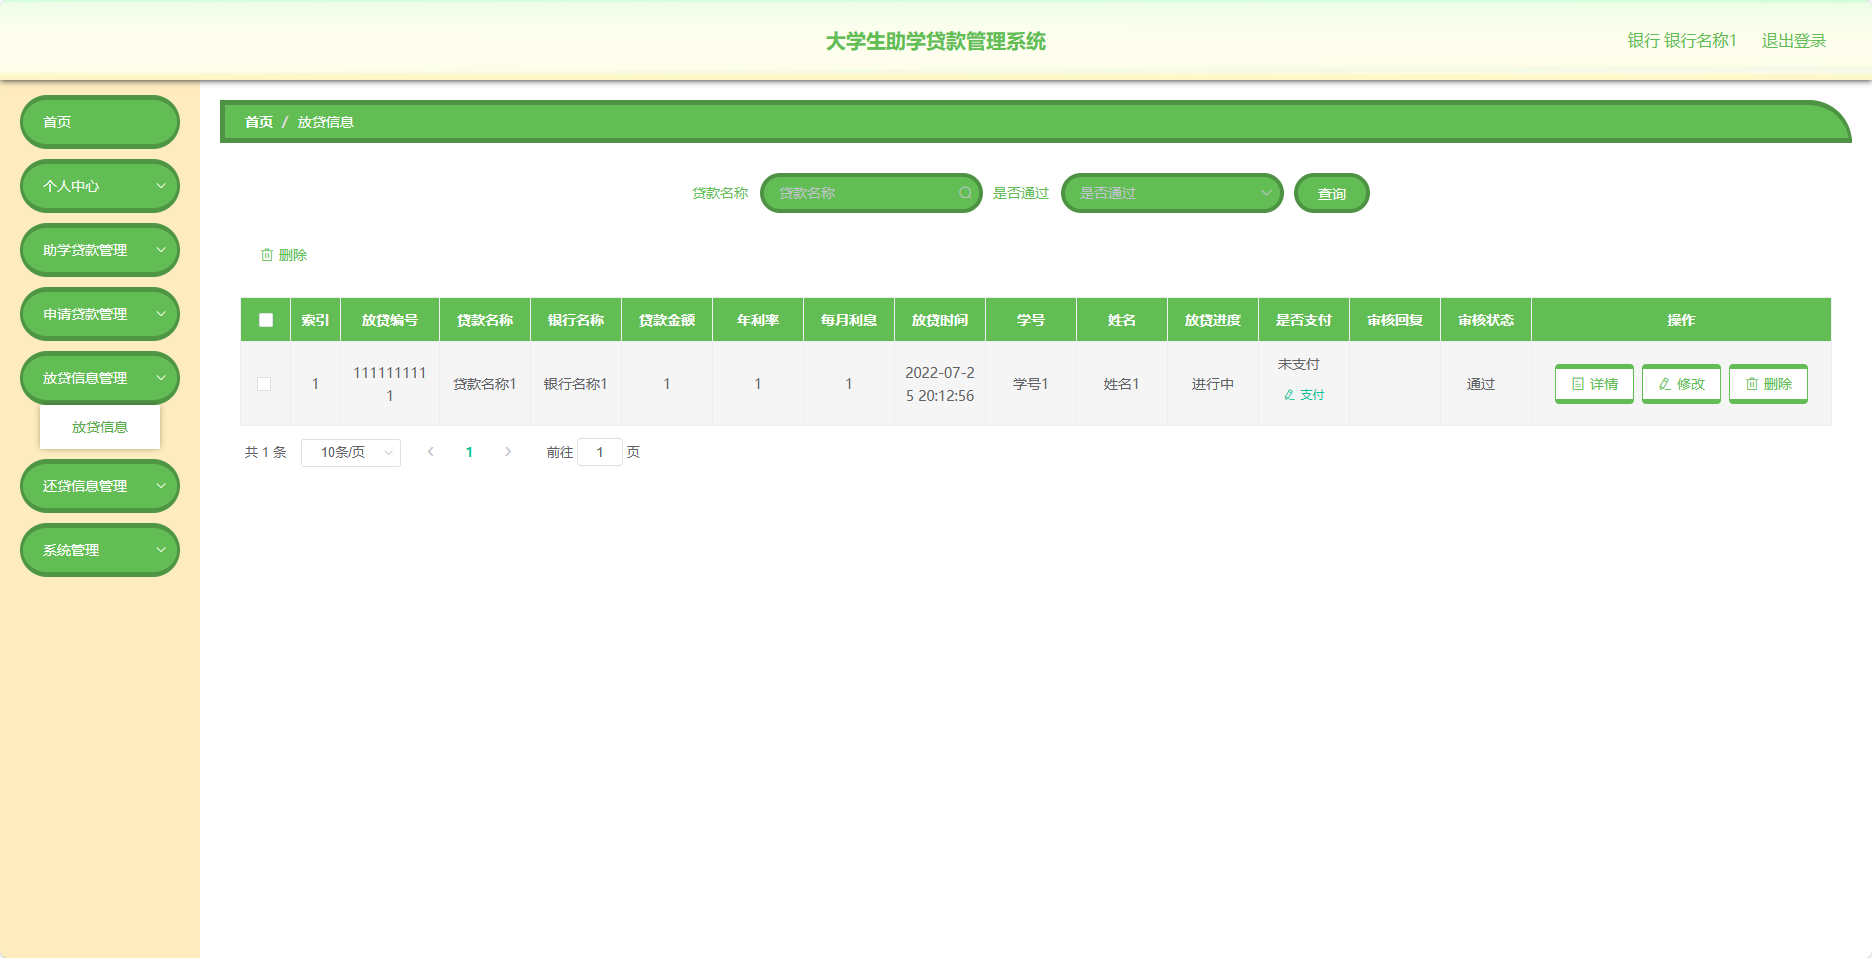 大学生助学贷款管理系统
银行 银行名称1
退出登录
首页
个人中心
助学贷款管理
申请贷款管理
放贷信息管理
放贷信息
还贷信息管理
系统管理
首页 / 放贷信息
贷款名称 贷款名称 是否通过 是否通过 查询
删除
索引 放贷编号 贷款名称 银行名称 贷款金额 年利率 每月利息 放贷时间 学号 姓名 放贷进度 是否支付 审核回复 审核状态 操作
1 111111111
1 贷款名称1 银行名称1 1 1 1 2022-07-2
5 20:12:56 学号1 姓名1 进行中 未支付
支付 通过 详情 修改 删除
共 1 条 10条/页 1 前往 1 页